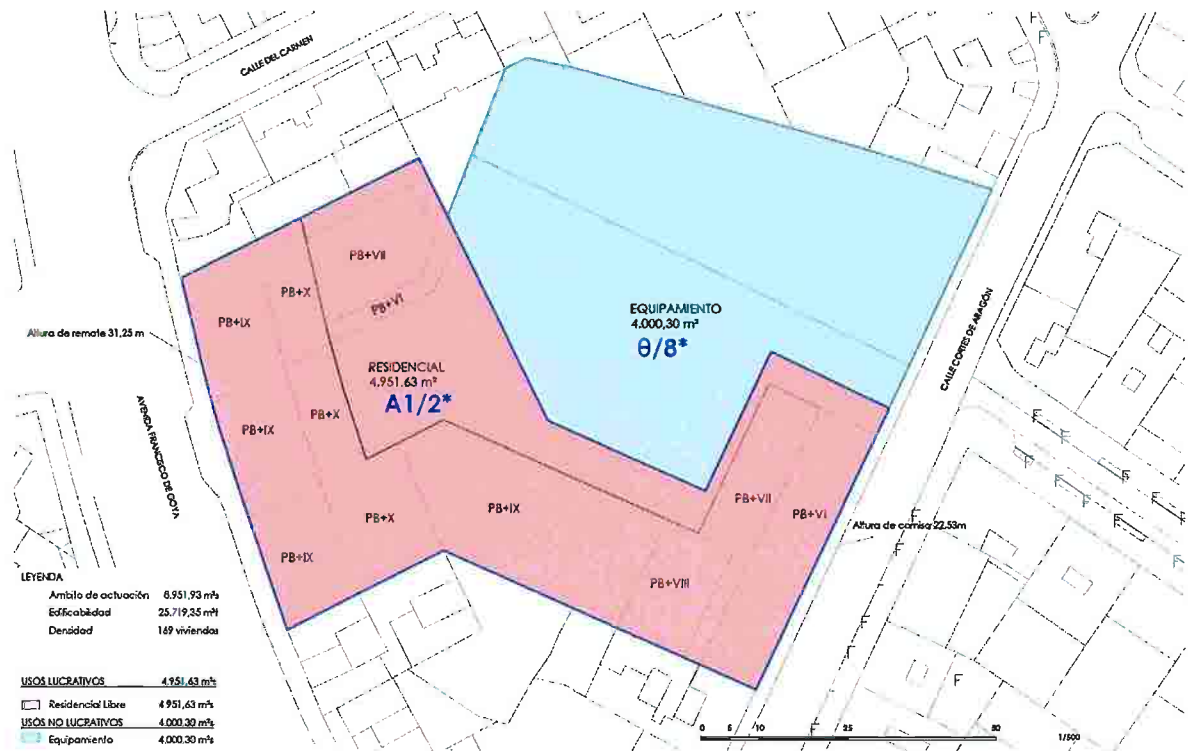 CALLE DEL CARMEN
PB+VII
PB+X
PB+VI
PB+IX
Altura de remate 31,25 m
EQUIPAMIENTO
4.000,30 m²
θ/8*
CALLE CORTES DE ARAGÓN
RESIDENCIAL
4.951,63 m²
A1/2*
AVENIDA FRANCISCO DE GOYA
PB+IX
PB+X
PB+X
PB+IX
PB+VII
PB+VI
Altura de cornisa 22,53m
PB+IX
PB+VIII
LEYENDA
Ambito de actuación 8.951,93 m²s
Edificabilidad 25.719,35 m²t
Densidad 169 viviendas
USOS LUCRATIVOS 4.951,63 m²s
Residencial Libre 4.951,63 m²s
USOS NO LUCRATIVOS 4.000,30 m²s
Equipamiento 4.000,30 m²s
0 5 10 25 50
1/500